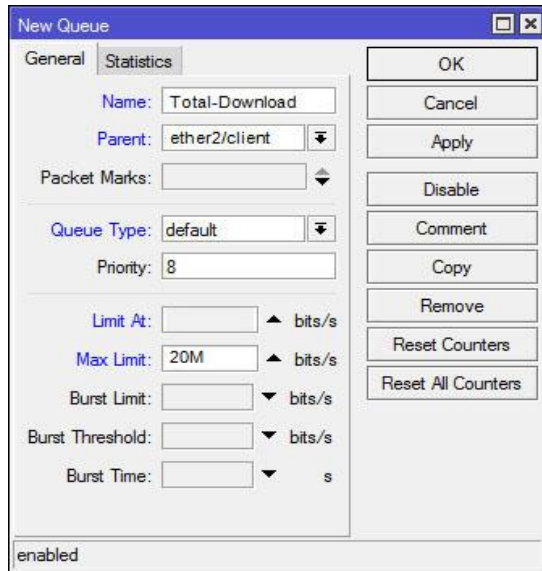 New Queue
General Statistics
Name: Total-Download
Parent: ether2/client
Packet Marks:
Queue Type: default
Priority: 8
Limit At: bits/s
Max Limit: 20M bits/s
Burst Limit: bits/s
Burst Threshold: bits/s
Burst Time: s
enabled
OK
Cancel
Apply
Disable
Comment
Copy
Remove
Reset Counters
Reset All Counters